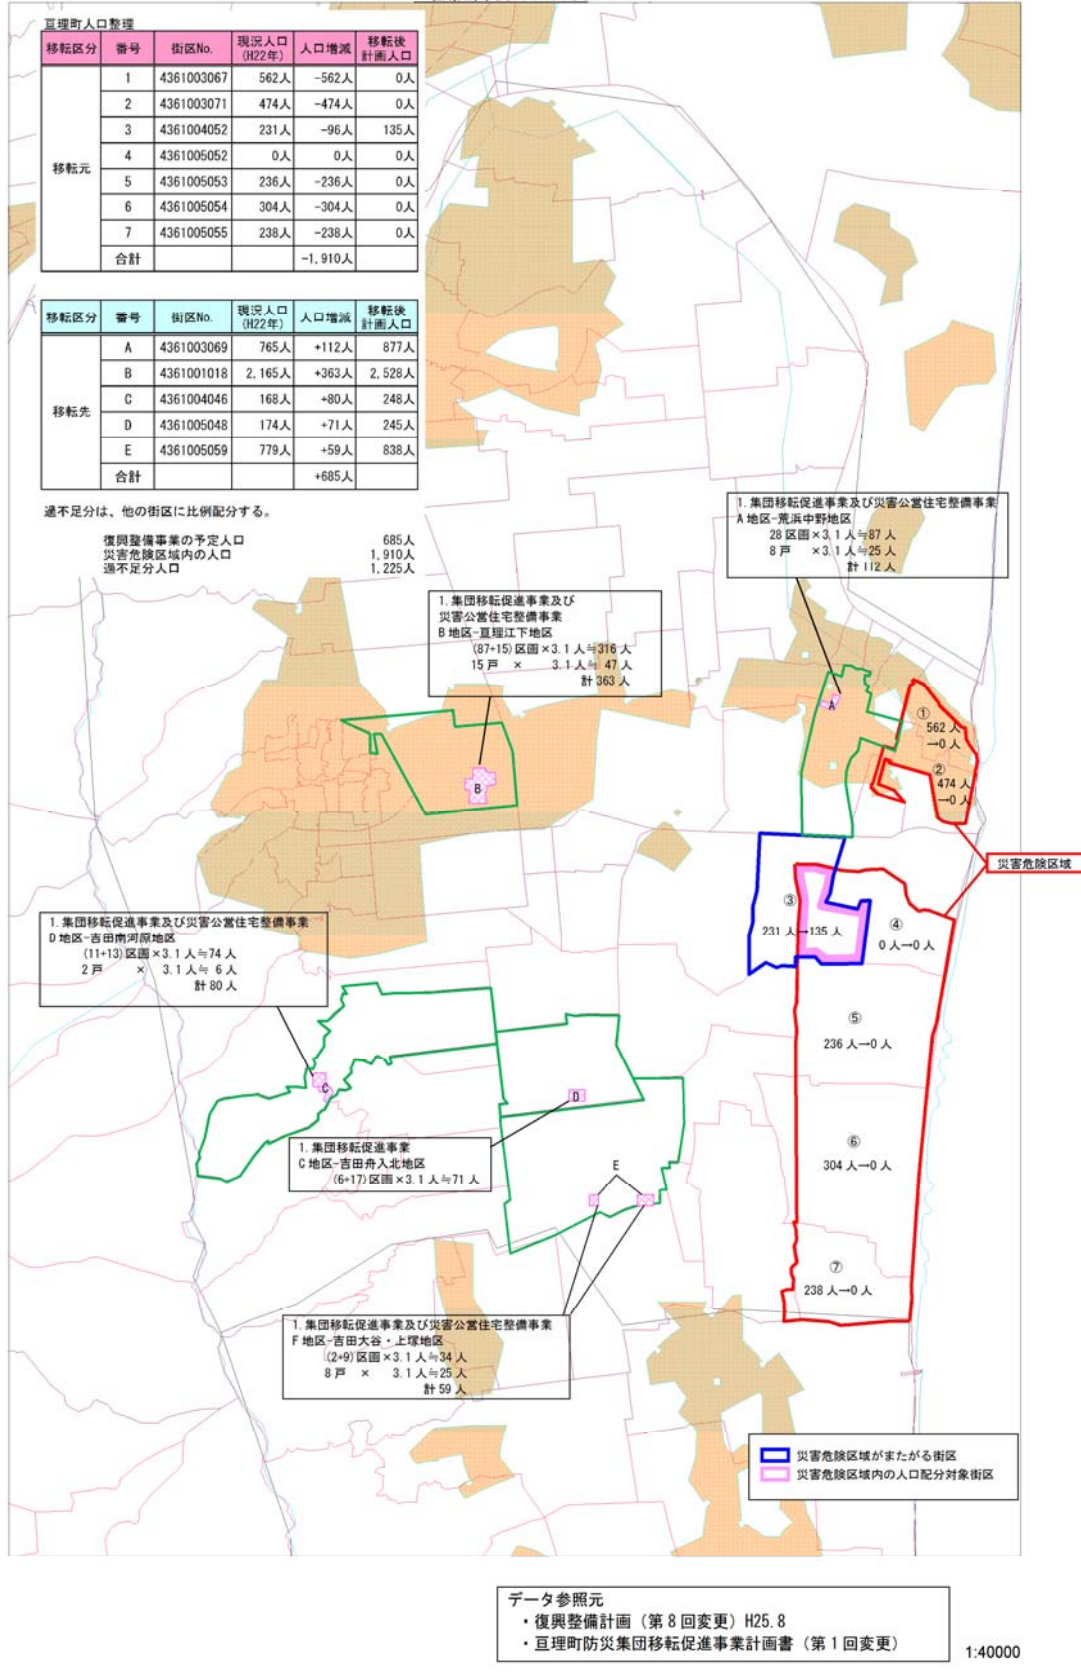 亘理町人口整理
移転区分 番号 街区No. 現況人口(H22年) 人口増減 移転後計画人口
移転元
1 4361003067 562人 -562人 0人
2 4361003071 474人 -474人 0人
3 4361004052 231人 -96人 135人
4 4361005052 0人 0人 0人
5 4361005053 236人 -236人 0人
6 4361005054 304人 -304人 0人
7 4361005055 238人 -238人 0人
合計 -1,910人
移転区分 番号 街区No. 現況人口(H22年) 人口増減 移転後計画人口
移転先
A 4361003069 765人 +112人 877人
B 4361001018 2,165人 +363人 2,528人
C 4361004046 168人 +80人 248人
D 4361005048 174人 +71人 245人
E 4361005059 779人 +59人 838人
合計 +685人
過不足分は、他の街区に比例配分する。
復興整備事業の予定人口 685人
災害危険区域内の人口 1,910人
過不足分人口 1,225人
1.集団移転促進事業及び災害公営住宅整備事業
A地区-荒浜中野地区
28区画×3.1人≒87人
8戸 ×3.1人≒25人
計112人
1.集団移転促進事業及び
災害公営住宅整備事業
B地区-亘理江下地区
(87+15)区画×3.1人≒316人
15戸 × 3.1人≒ 47人
計363人
A
①
562人
→0人
②
474人
→0人
B
災害危険区域
③
231人→135人
④
0人→0人
1.集団移転促進事業及び災害公営住宅整備事業
D地区-吉田南河原地区
(11+13)区画×3.1人≒74人
2戸 × 3.1人≒ 6人
計80人
⑤
236人→0人
C
D
1.集団移転促進事業
C地区-吉田舟入北地区
(6+17)区画×3.1人≒71人
⑥
304人→0人
E
⑦
238人→0人
1.集団移転促進事業及び災害公営住宅整備事業
F地区-吉田大谷・上塚地区
(2+9)区画×3.1人≒34人
8戸 × 3.1人≒25人
計59人
災害危険区域がまたがる街区
災害危険区域内の人口配分対象街区
データ参照元
・復興整備計画（第8回変更）H25.8
・亘理町防災集団移転促進事業計画書（第1回変更）
1:40000